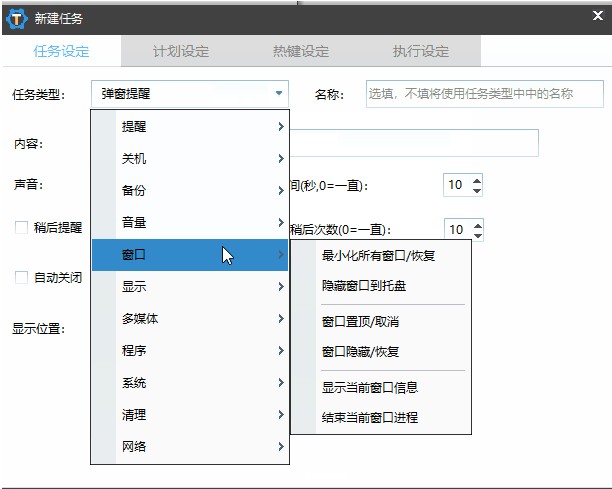 新建任务
任务设定 计划设定 热键设定 执行设定
任务类型： 弹窗提醒 名称： 选填，不填将使用任务类型中中的名称
提醒
内容：
关机
声音： 备份 间(秒,0=一直)： 10
稍后提醒 音量 稍后次数(0=一直)： 10
窗口 最小化所有窗口/恢复
自动关闭 显示 隐藏窗口到托盘
显示位置： 多媒体 窗口置顶/取消
程序 窗口隐藏/恢复
系统 显示当前窗口信息
清理 结束当前窗口进程
网络